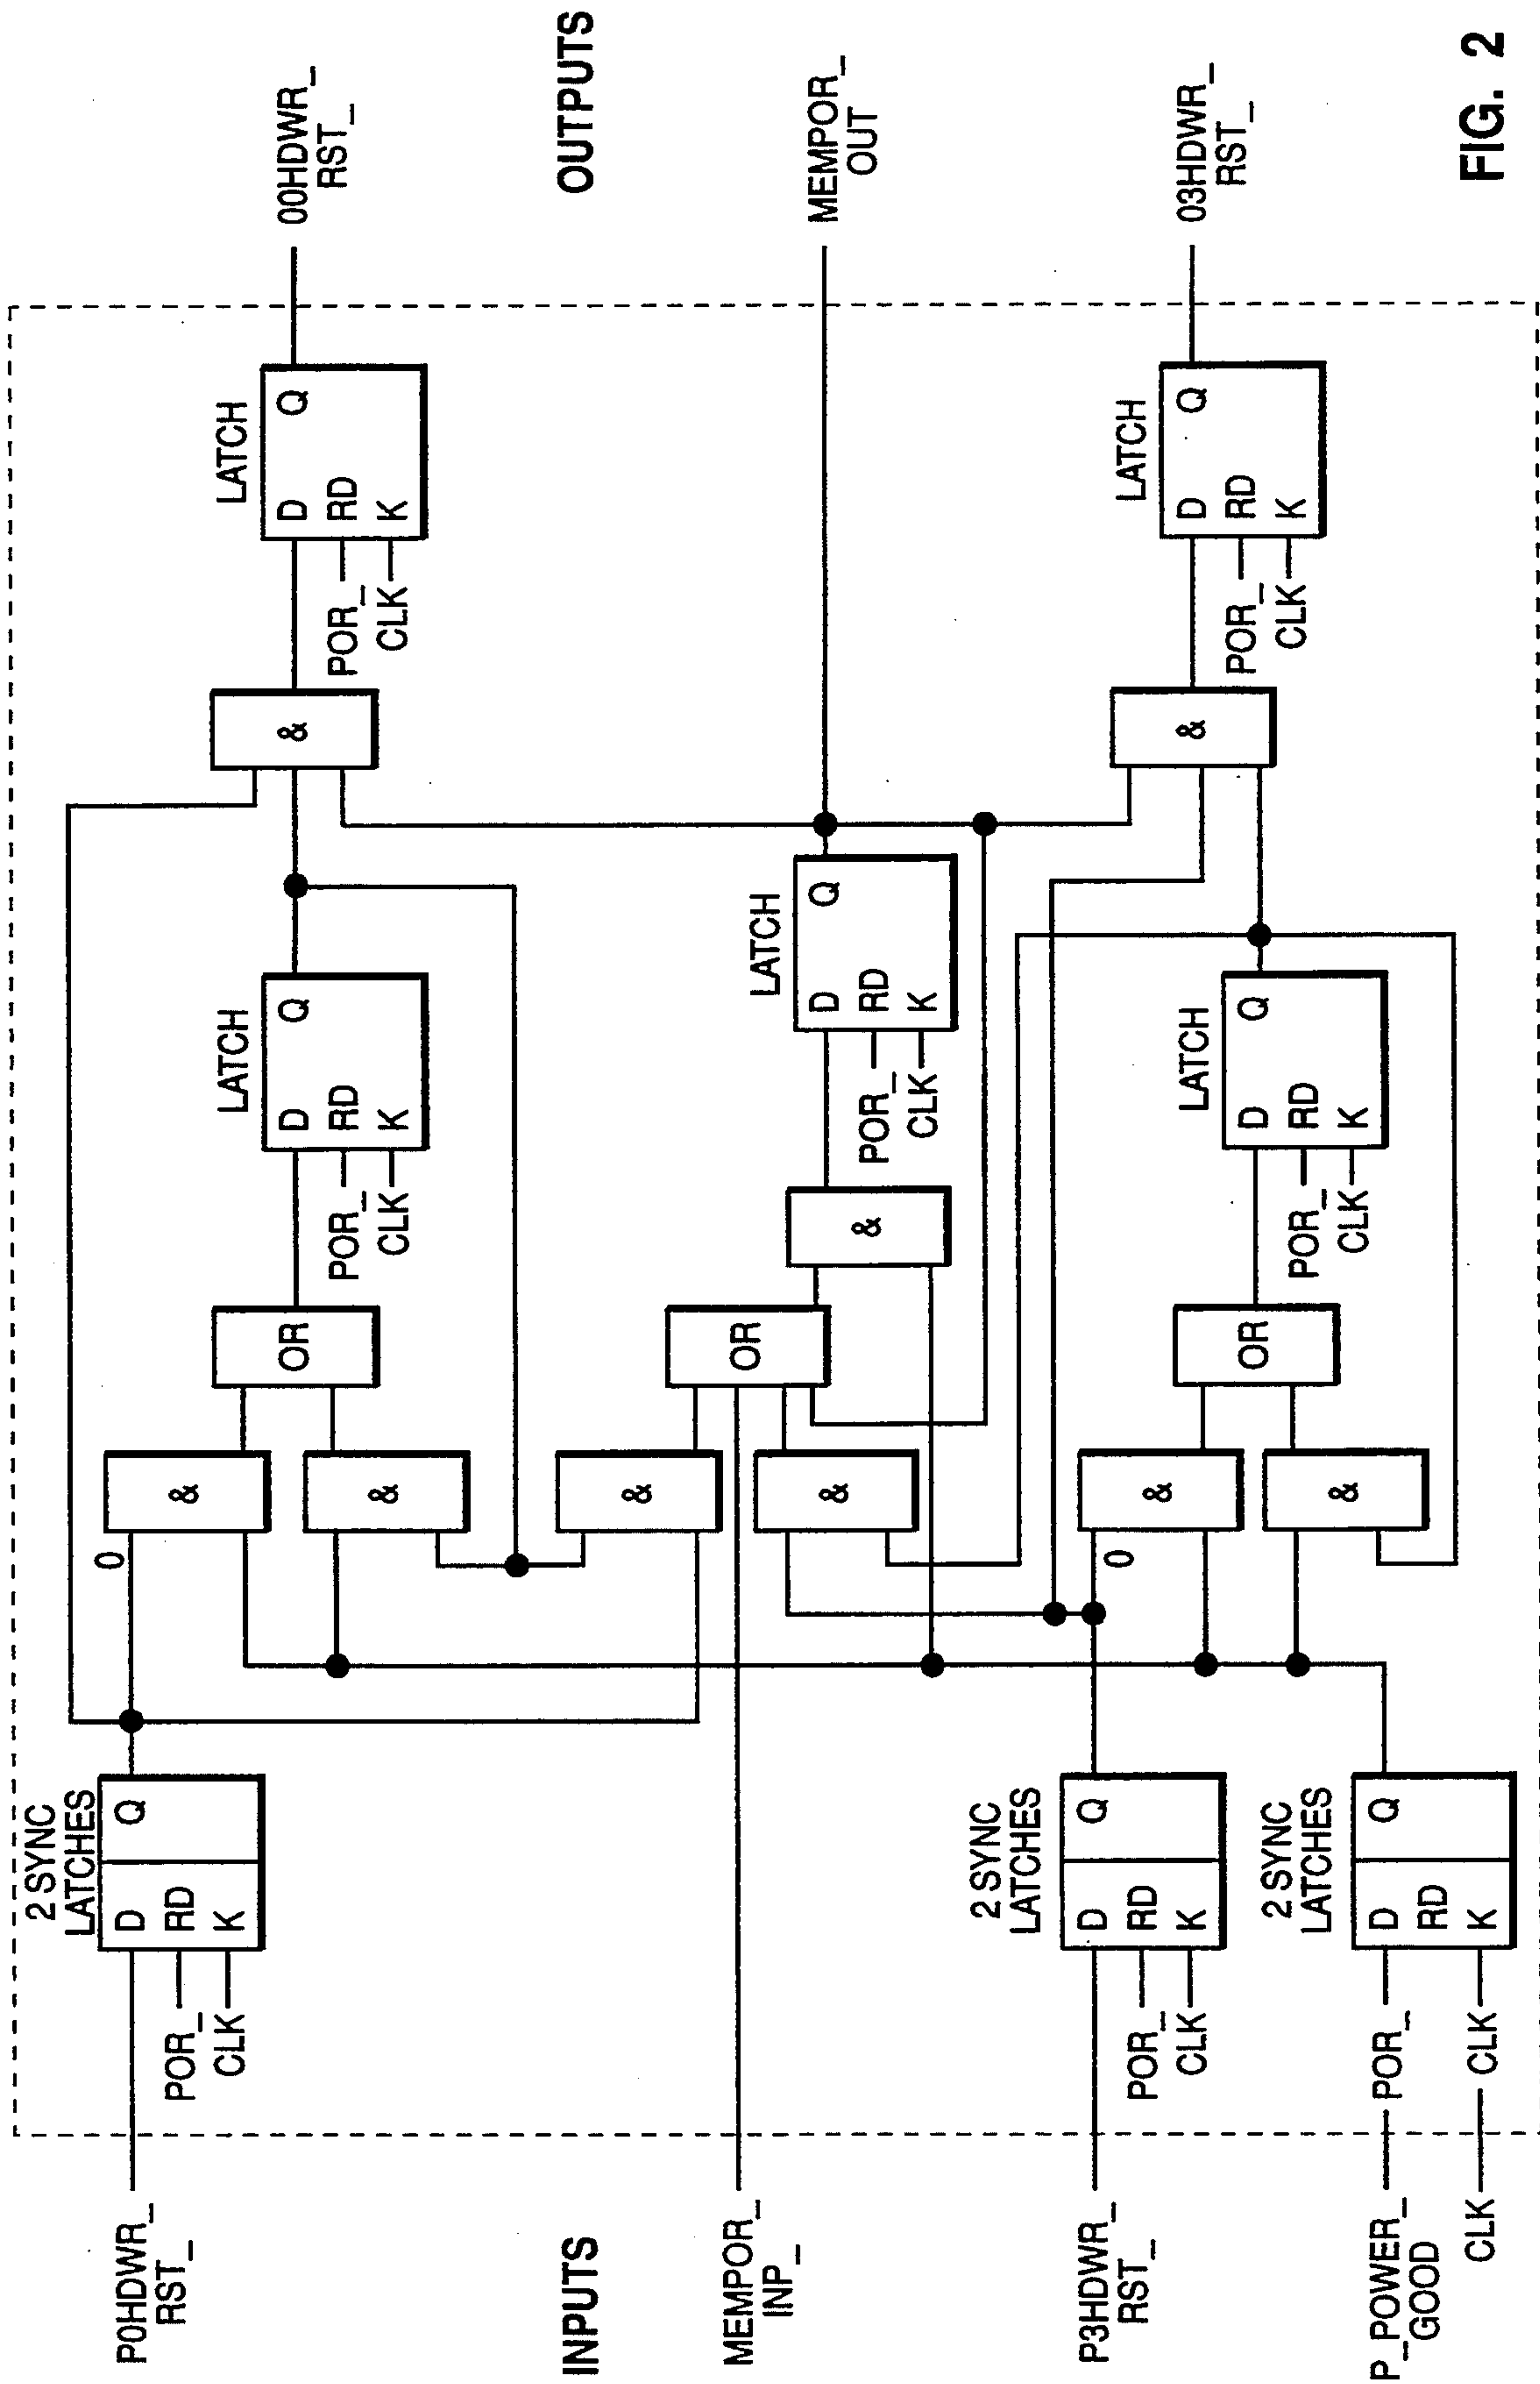 INPUTS
OUTPUTS
P0HDWR_
RST_
2 SYNC
LATCHES
D
RD
K
Q
POR_
CLK
0
&
&
OR
LATCH
D
RD
K
Q
POR_
CLK
&
LATCH
D
RD
K
Q
POR_
CLK
00HDWR_
RST_
MEMPOR_
INP_
&
&
OR
&
LATCH
D
RD
K
Q
POR_
CLK
MEMPOR_
OUT
P3HDWR_
RST_
2 SYNC
LATCHES
D
RD
K
Q
POR_
CLK
0
&
&
OR
LATCH
D
RD
K
Q
POR_
CLK
&
LATCH
D
RD
K
Q
POR_
CLK
03HDWR_
RST_
P_POWER_
GOOD
POR_
CLK
CLK
2 SYNC
LATCHES
D
RD
K
Q
FIG. 2